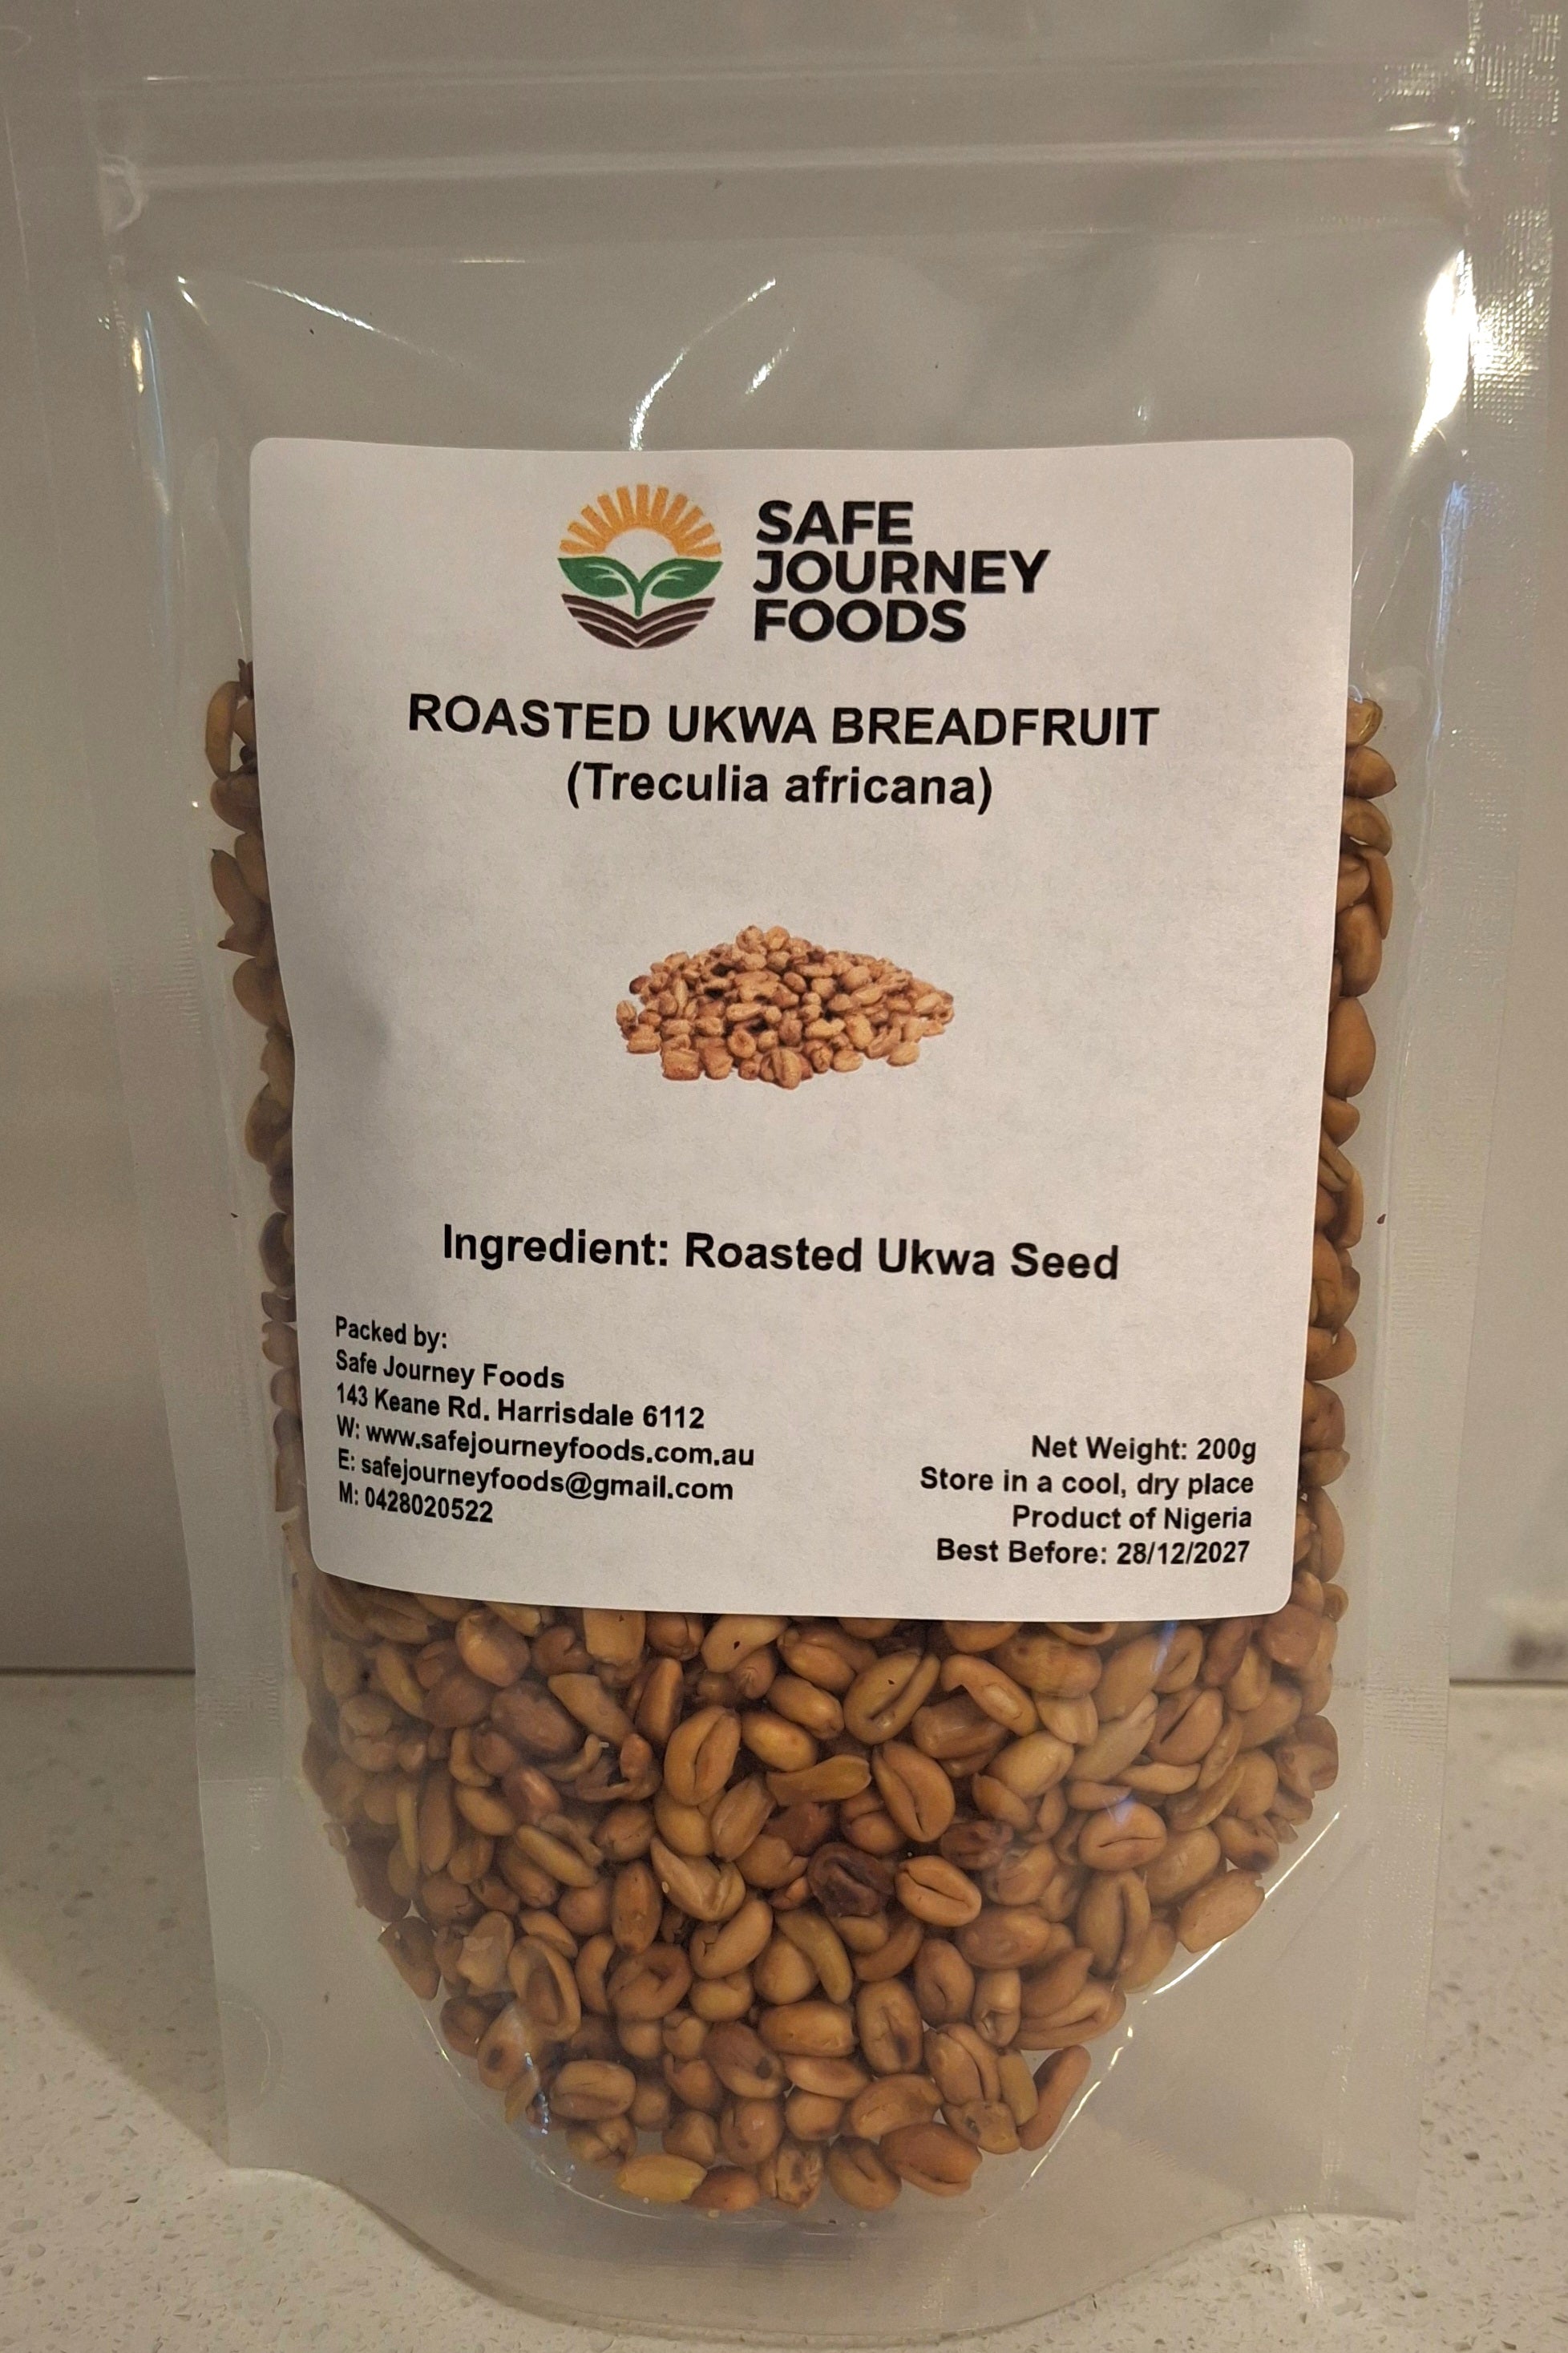 SAFE
JOURNEY
FOODS
ROASTED UKWA BREADFRUIT
(Treculia africana)
Ingredient: Roasted Ukwa Seed
Packed by:
Safe Journey Foods
143 Keane Rd. Harrisdale 6112
W: www.safejourneyfoods.com.au
E: safejourneyfoods@gmail.com
M: 0428020522
Net Weight: 200g
Store in a cool, dry place
Product of Nigeria
Best Before: 28/12/2027